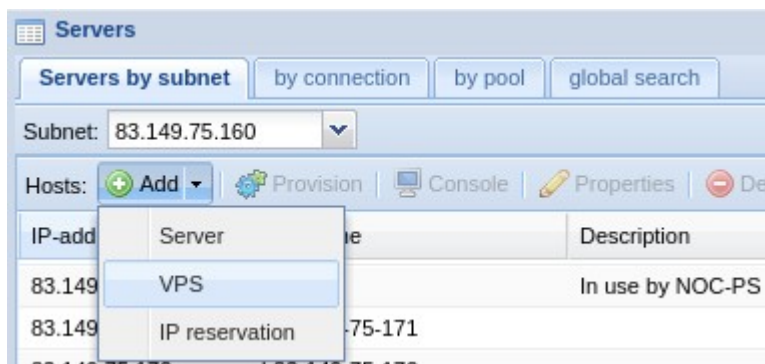 Servers
Servers by subnet by connection by pool global search
Subnet: 83.149.75.160
Hosts: Add Provision Console Properties De
IP-add Server e Description
83.149 VPS In use by NOC-PS
83.149 IP reservation -75-171